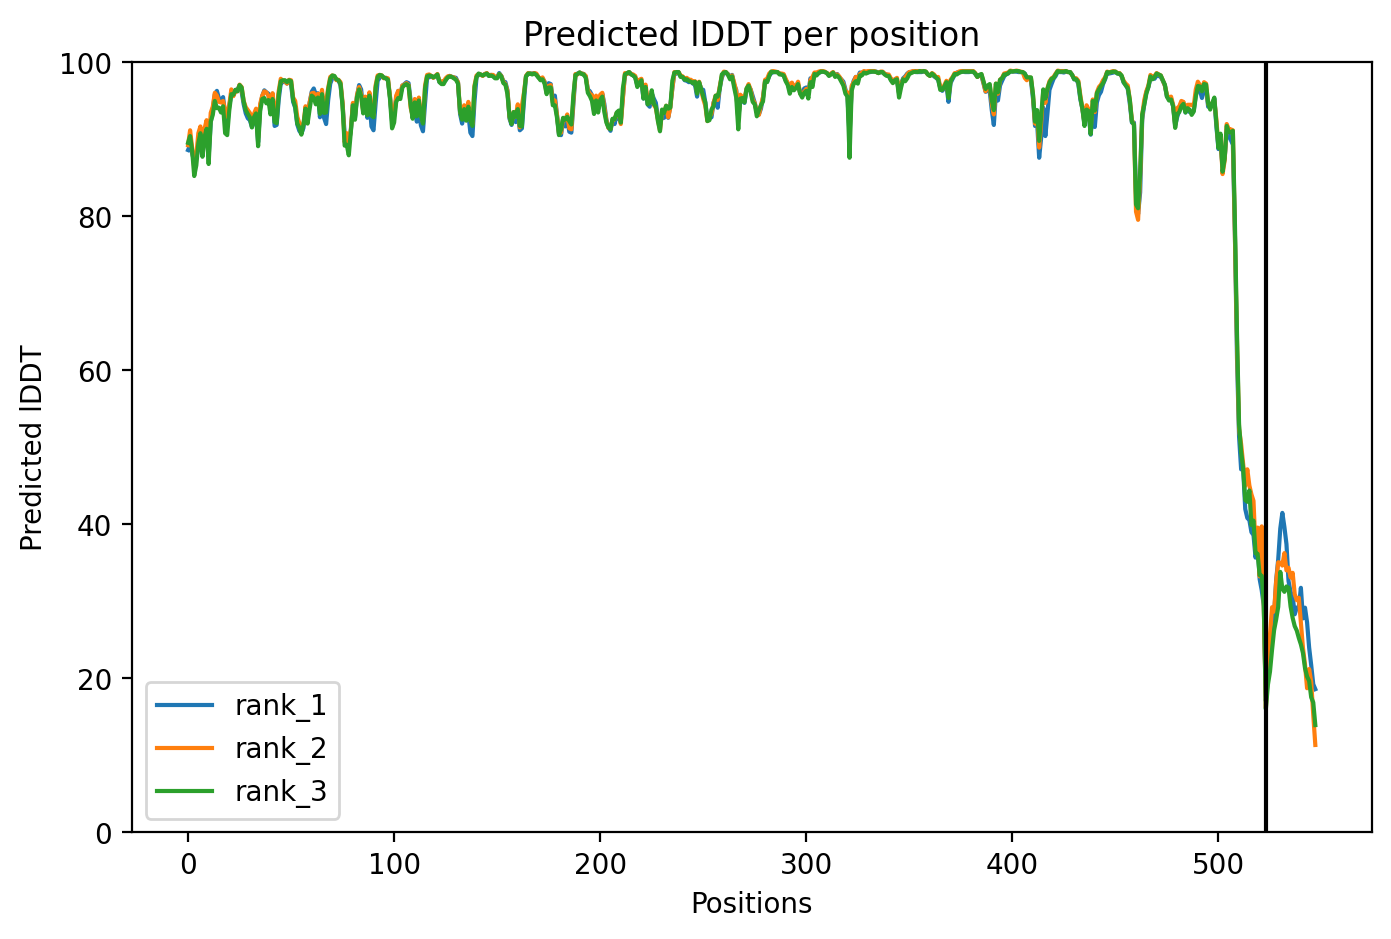 Predicted lDDT per position
100
80
60
40
20
0
Predicted lDDT
rank_1
rank_2
rank_3
0 100 200 300 400 500
Positions